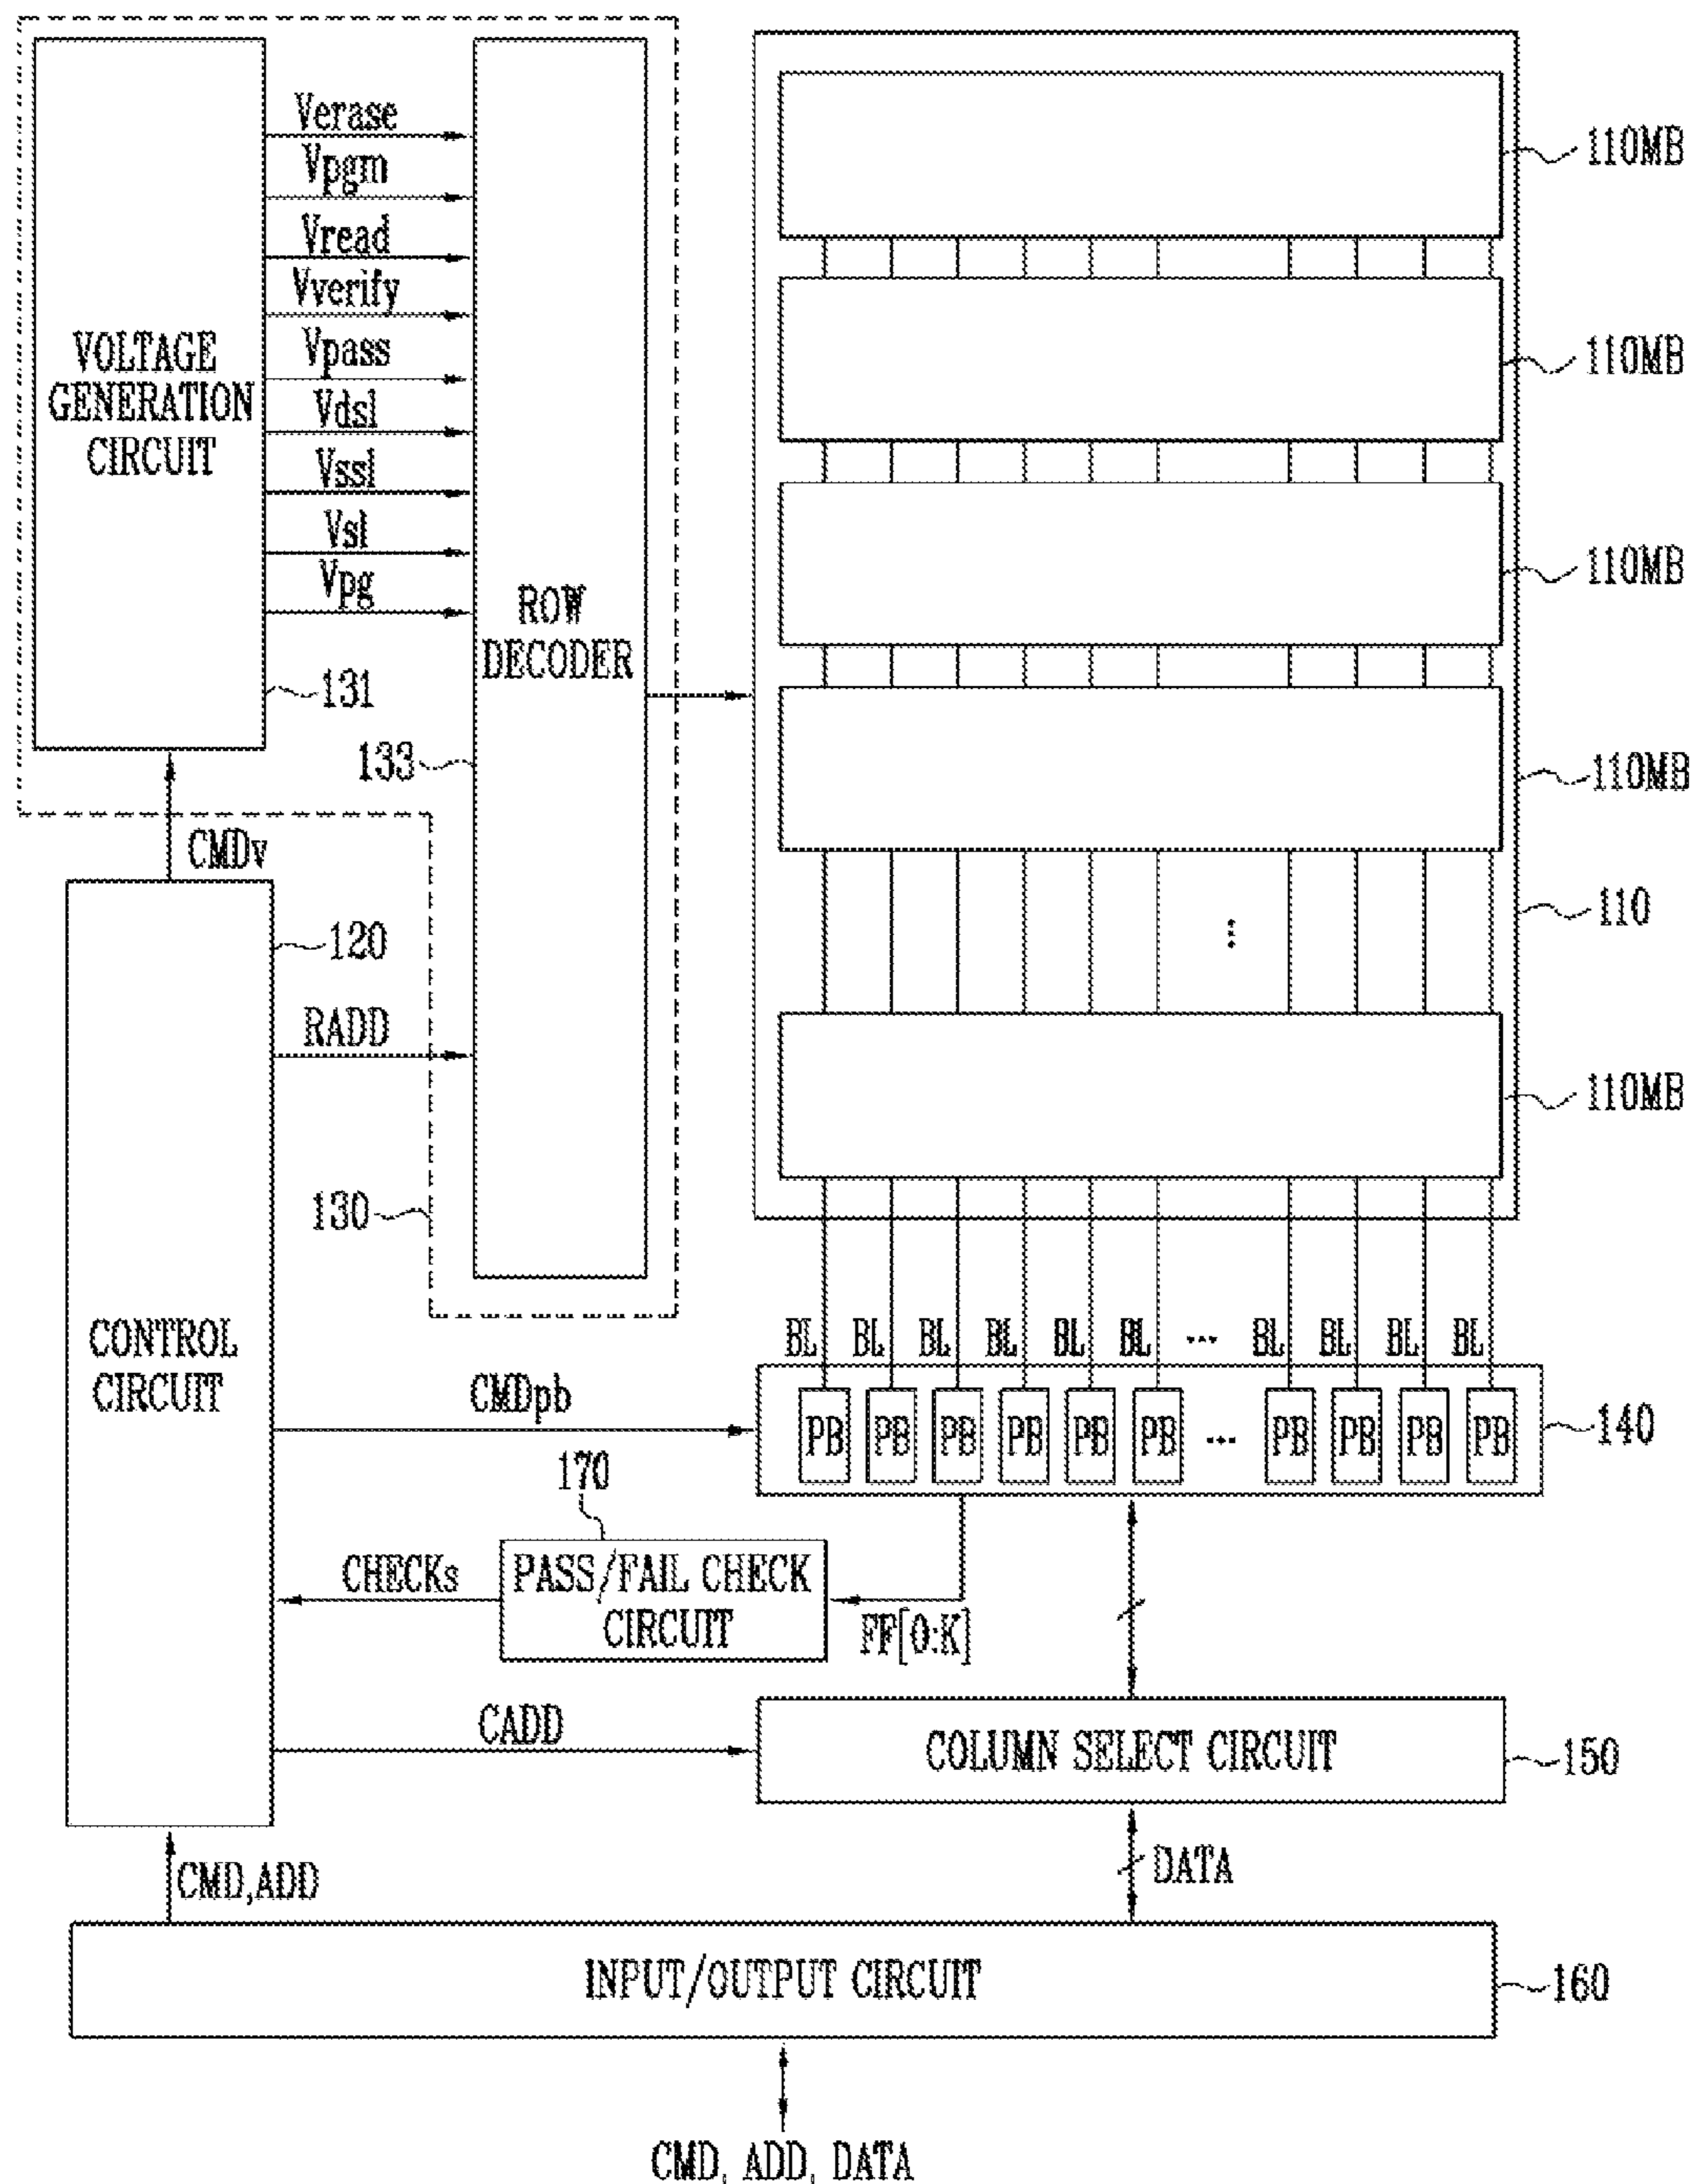 Verase
Vpgm
Vread
Vverify
Vpass
Vdsl
Vssl
Vsl
Vpg
VOLTAGE
GENERATION
CIRCUIT
131
ROW
DECODER
133
110MB
110MB
110MB
110MB
110MB
110
CMDv
120
RADD
130
CONTROL
CIRCUIT
BL BL BL BL BL BL ... BL BL BL BL
CMDpb
PB PB PB PB PB PB ... PB PB PB PB
140
170
CHECKs
PASS/FAIL CHECK
CIRCUIT
FF[0:K]
CADD
COLUMN SELECT CIRCUIT
150
CMD,ADD
DATA
INPUT/OUTPUT CIRCUIT
160
CMD, ADD, DATA